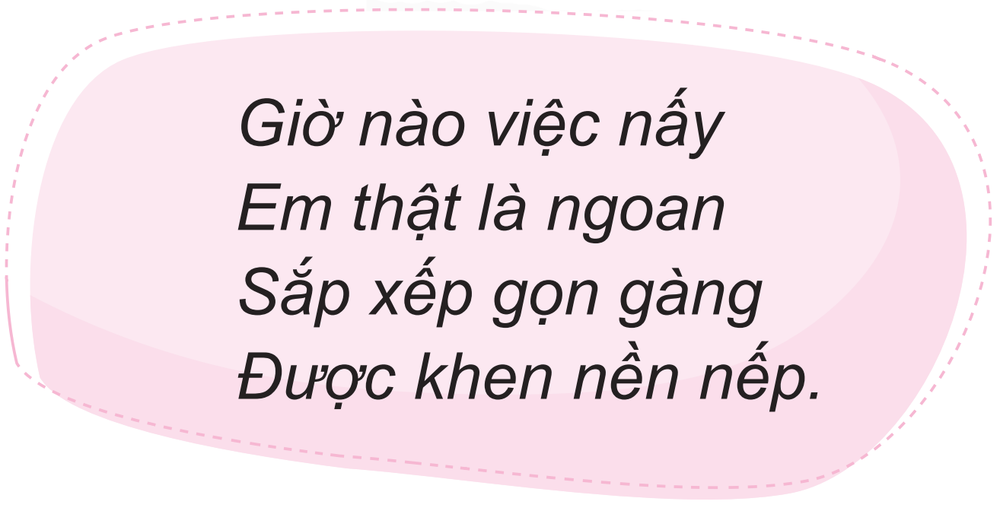 Giờ nào việc nấy
Em thật là ngoan
Sắp xếp gọn gàng
Được khen nền nếp.